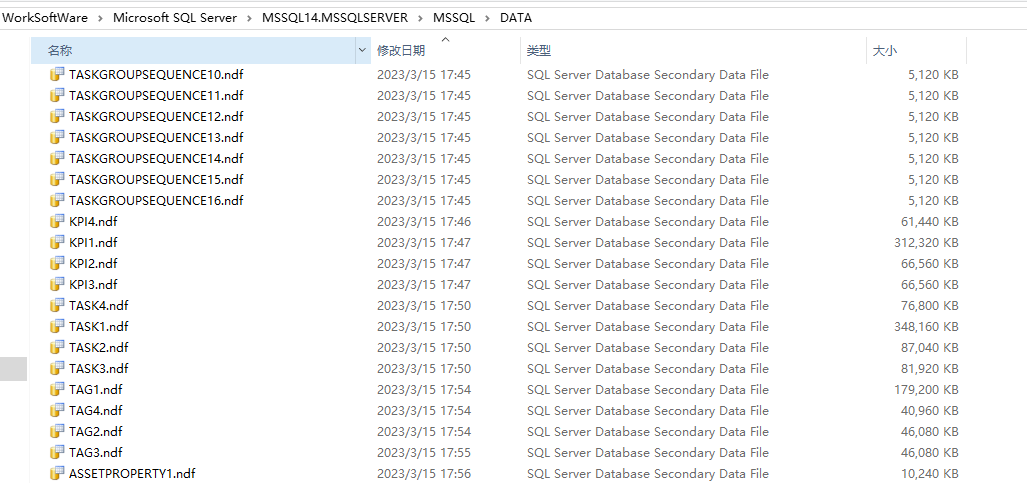 WorkSoftWare > Microsoft SQL Server > MSSQL14.MSSQLSERVER > MSSQL > DATA
名称 修改日期 类型 大小
TASKGROUPSEQUENCE10.ndf 2023/3/15 17:45 SQL Server Database Secondary Data File 5,120 KB
TASKGROUPSEQUENCE11.ndf 2023/3/15 17:45 SQL Server Database Secondary Data File 5,120 KB
TASKGROUPSEQUENCE12.ndf 2023/3/15 17:45 SQL Server Database Secondary Data File 5,120 KB
TASKGROUPSEQUENCE13.ndf 2023/3/15 17:45 SQL Server Database Secondary Data File 5,120 KB
TASKGROUPSEQUENCE14.ndf 2023/3/15 17:45 SQL Server Database Secondary Data File 5,120 KB
TASKGROUPSEQUENCE15.ndf 2023/3/15 17:45 SQL Server Database Secondary Data File 5,120 KB
TASKGROUPSEQUENCE16.ndf 2023/3/15 17:45 SQL Server Database Secondary Data File 5,120 KB
KPI4.ndf 2023/3/15 17:46 SQL Server Database Secondary Data File 61,440 KB
KPI1.ndf 2023/3/15 17:47 SQL Server Database Secondary Data File 312,320 KB
KPI2.ndf 2023/3/15 17:47 SQL Server Database Secondary Data File 66,560 KB
KPI3.ndf 2023/3/15 17:47 SQL Server Database Secondary Data File 66,560 KB
TASK4.ndf 2023/3/15 17:50 SQL Server Database Secondary Data File 76,800 KB
TASK1.ndf 2023/3/15 17:50 SQL Server Database Secondary Data File 348,160 KB
TASK2.ndf 2023/3/15 17:50 SQL Server Database Secondary Data File 87,040 KB
TASK3.ndf 2023/3/15 17:50 SQL Server Database Secondary Data File 81,920 KB
TAG1.ndf 2023/3/15 17:54 SQL Server Database Secondary Data File 179,200 KB
TAG4.ndf 2023/3/15 17:54 SQL Server Database Secondary Data File 40,960 KB
TAG2.ndf 2023/3/15 17:54 SQL Server Database Secondary Data File 46,080 KB
TAG3.ndf 2023/3/15 17:55 SQL Server Database Secondary Data File 46,080 KB
ASSETPROPERTY1.ndf 2023/3/15 17:56 SQL Server Database Secondary Data File 10,240 KB